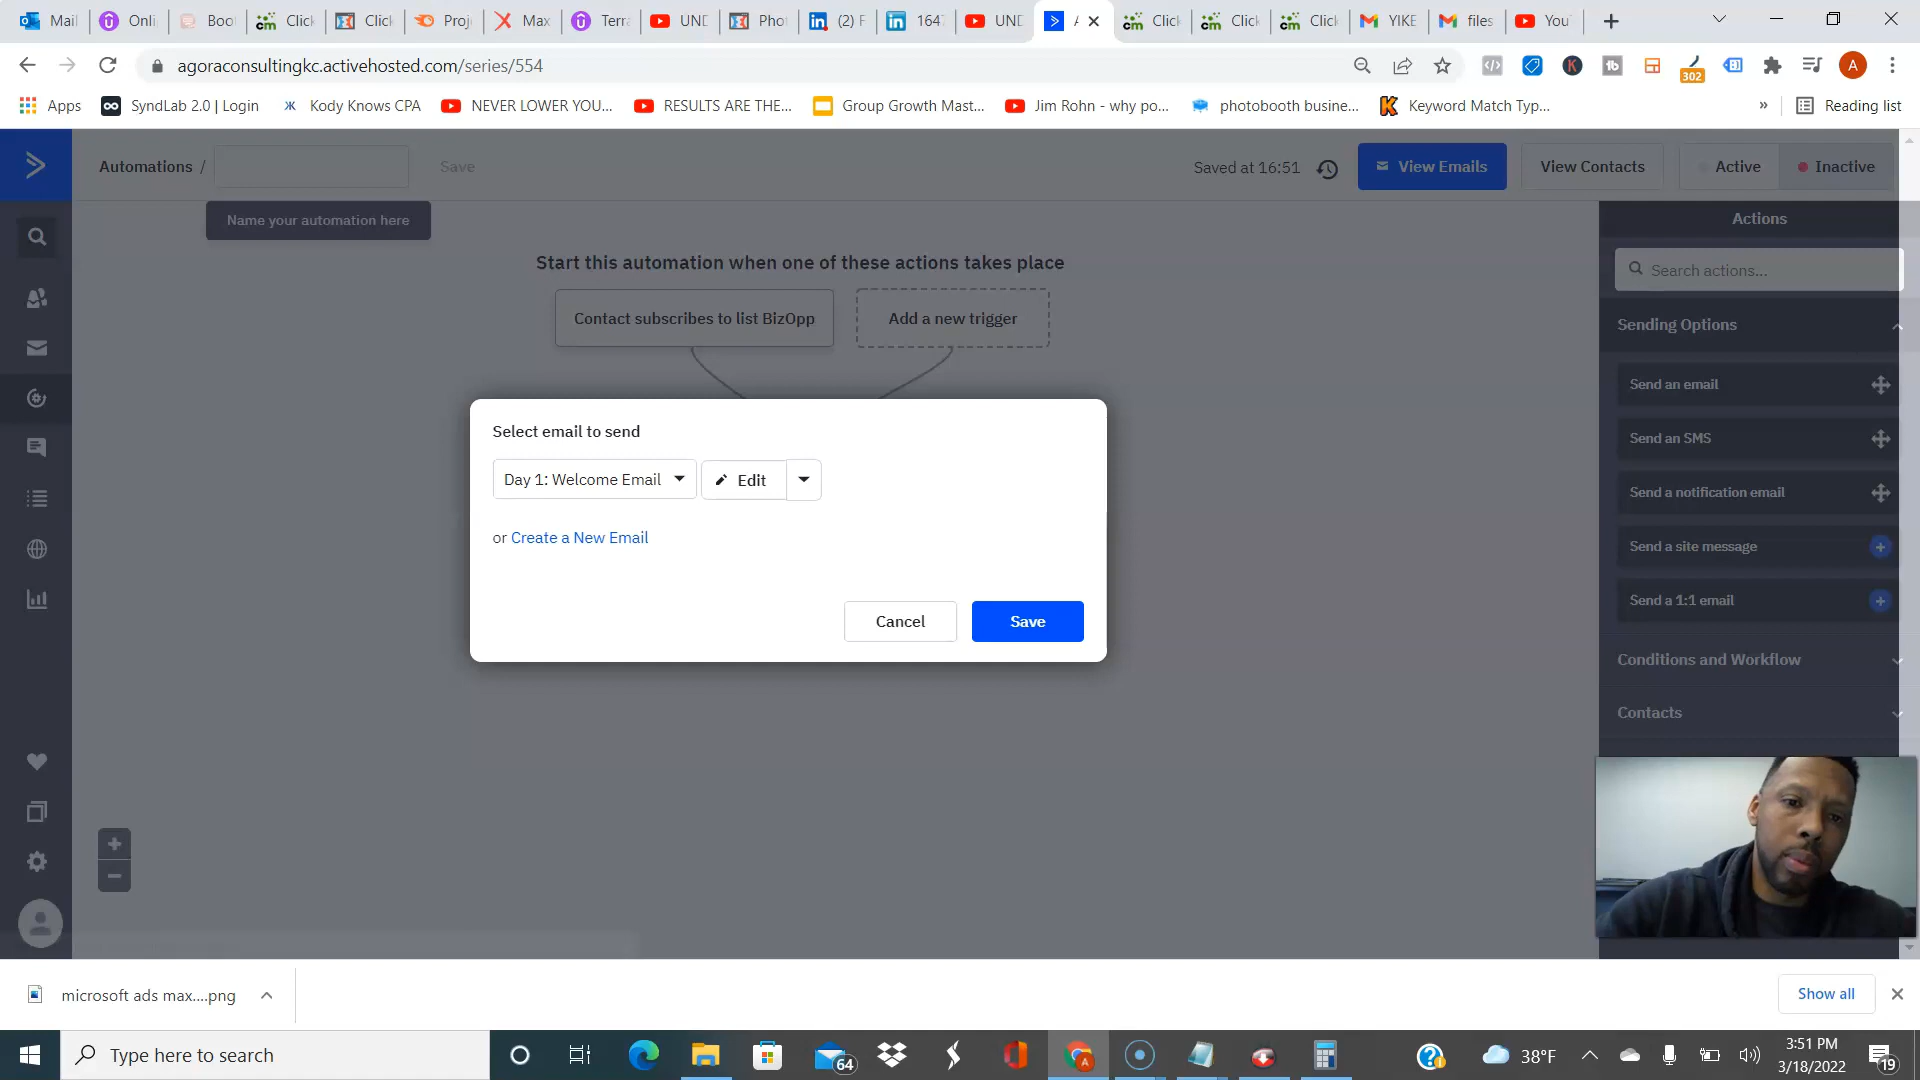 Mail
Onli
Boo
Click
Click
Proj
Max
Terra
UND
Pho
(2) F
1647
UND
A
Click
Click
Click
YIKE
files
You
agoraconsultingkc.activehosted.com/series/554
302
A
Apps
SyndLab 2.0 | Login
Kody Knows CPA
NEVER LOWER YOU...
RESULTS ARE THE...
Group Growth Mast...
Jim Rohn - why po...
photobooth busine...
Keyword Match Typ...
»
Reading list
Automations /
Save
Saved at 16:51
View Emails
View Contacts
Active
Inactive
Name your automation here
Actions
Start this automation when one of these actions takes place
Search actions...
Contact subscribes to list BizOpp
Add a new trigger
Sending Options
Send an email
Send an SMS
Send a notification email
Send a site message
Send a 1:1 email
Conditions and Workflow
Contacts
Select email to send
Day 1: Welcome Email
Edit
or Create a New Email
Cancel
Save
microsoft ads max....png
Show all
Type here to search
64
38°F
3:51 PM
3/18/2022
19